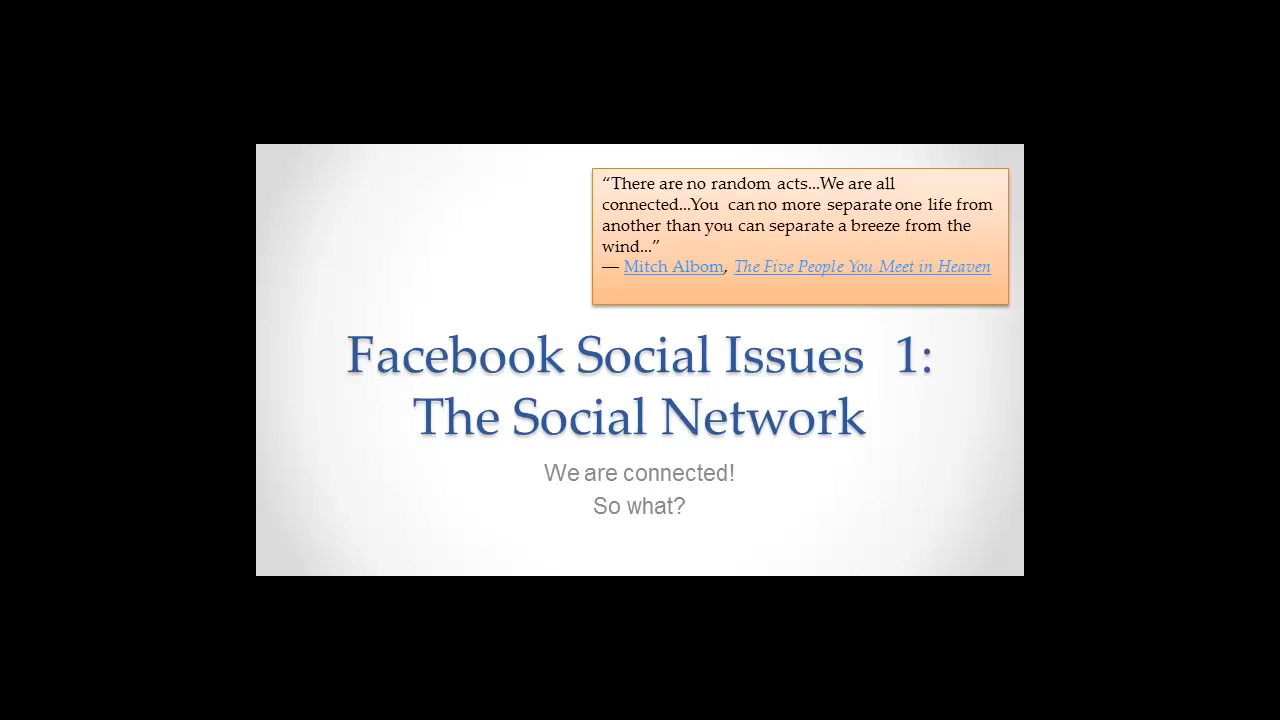 “There are no random acts...We are all
connected...You can no more separate one life from
another than you can separate a breeze from the
wind...”
— Mitch Albom, The Five People You Meet in Heaven
Facebook Social Issues 1:
The Social Network
We are connected!
So what?